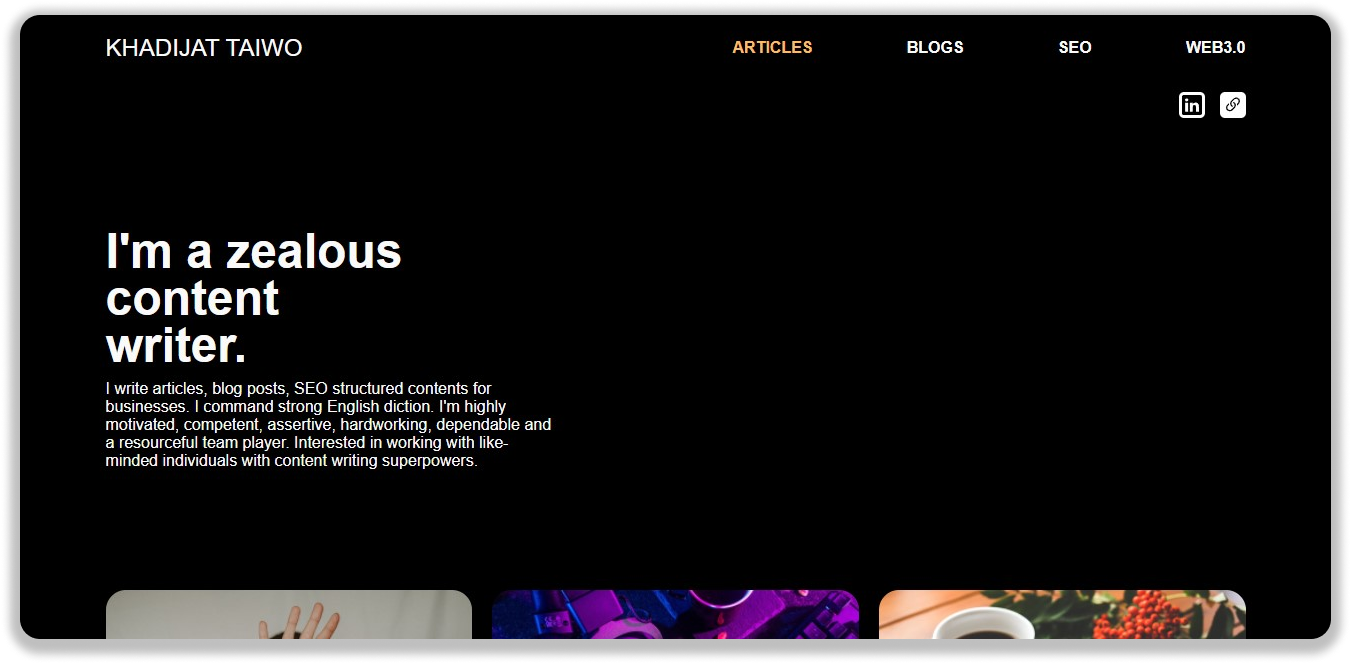 KHADIJAT TAIWO
ARTICLES
BLOGS
SEO
WEB3.0
in
I'm a zealous
content
writer.
I write articles, blog posts, SEO structured contents for
businesses. I command strong English diction. I'm highly
motivated, competent, assertive, hardworking, dependable and
a resourceful team player. Interested in working with like-
minded individuals with content writing superpowers.